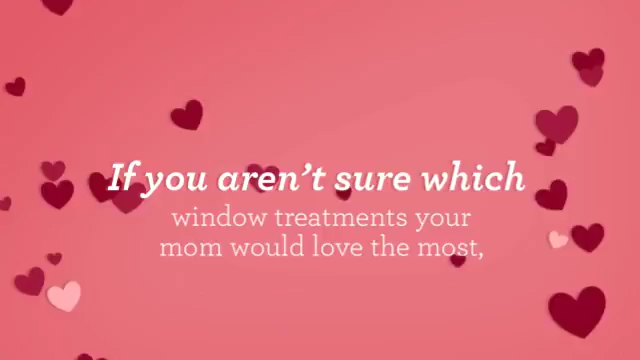 If you aren't sure which
window treatments your
mom would love the most,